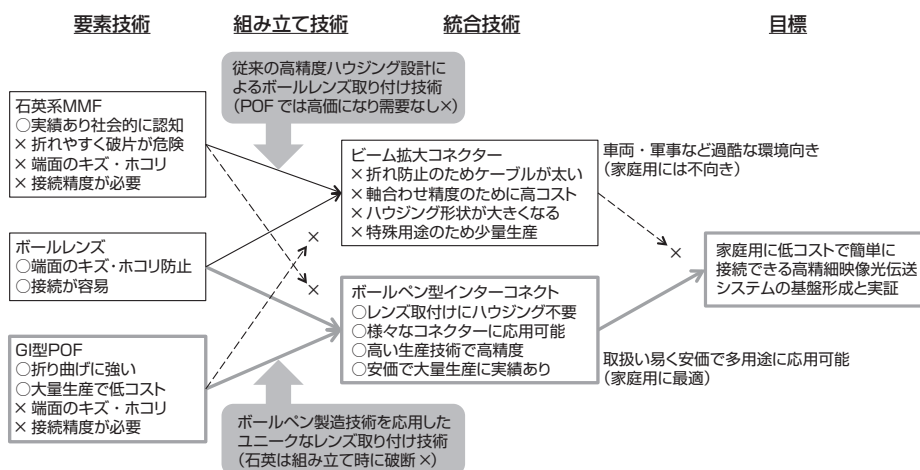 要素技術
組み立て技術
統合技術
目標
従来の高精度ハウジング設計に
よるボールレンズ取り付け技術
（POFでは高価になり需要なし×）
石英系MMF
○実績あり社会的に認知
×折れやすく破片が危険
×端面のキズ・ホコリ
×接続精度が必要
ボールレンズ
○端面のキズ・ホコリ防止
○接続が容易
GI型POF
○折り曲げに強い
○大量生産で低コスト
×端面のキズ・ホコリ
×接続精度が必要
×
×
ビーム拡大コネクター
×折れ防止のためケーブルが太い
×軸合わせ精度のために高コスト
×ハウジング形状が大きくなる
×特殊用途のため少量生産
ボールペン型インターコネクト
○レンズ取付けにハウジング不要
○様々なコネクターに応用可能
○高い生産技術で高精度
○安価で大量生産に実績あり
ボールペン製造技術を応用した
ユニークなレンズ取り付け技術
（石英は組み立て時に破断×）
車両・軍事など過酷な環境向き
（家庭用には不向き）
×
家庭用に低コストで簡単に
接続できる高精細映像光伝送
システムの基盤形成と実証
取扱い易く安価で多用途に応用可能
（家庭用に最適）